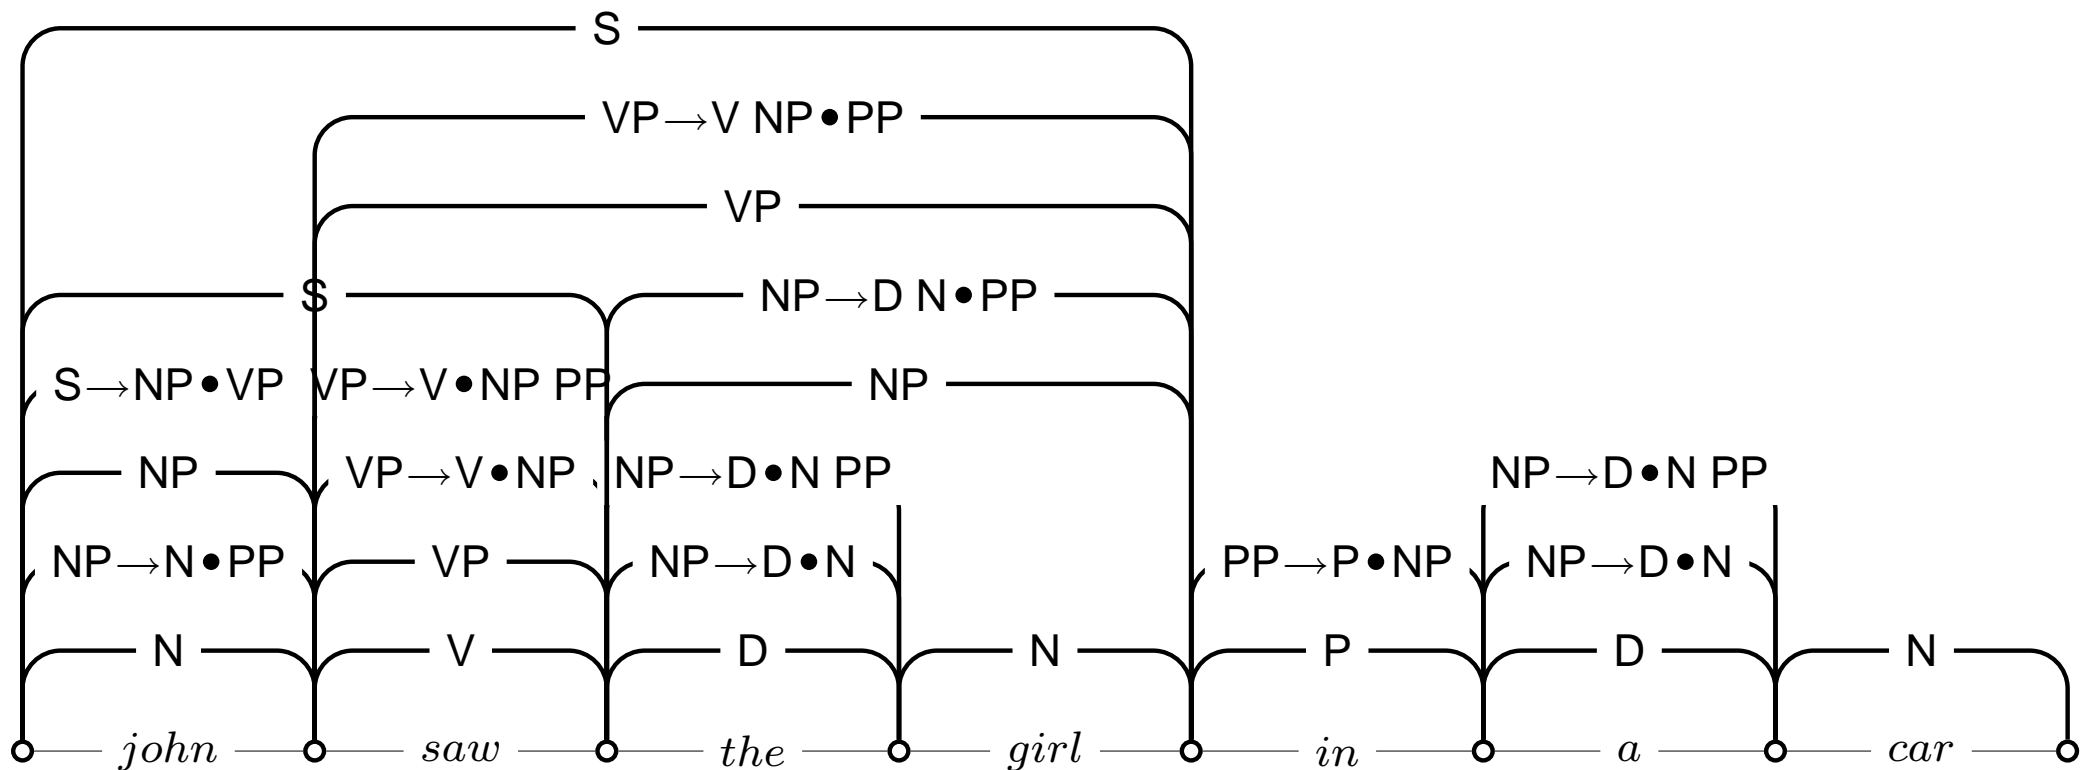 S
VP→V NP•PP
VP
S NP→D N•PP
S→NP•VP VP→V•NP PP NP
NP VP→V•NP NP→D•N PP NP→D•N PP
NP→N•PP VP NP→D•N PP→P•NP NP→D•N
N V D N P D N
john saw the girl in a car